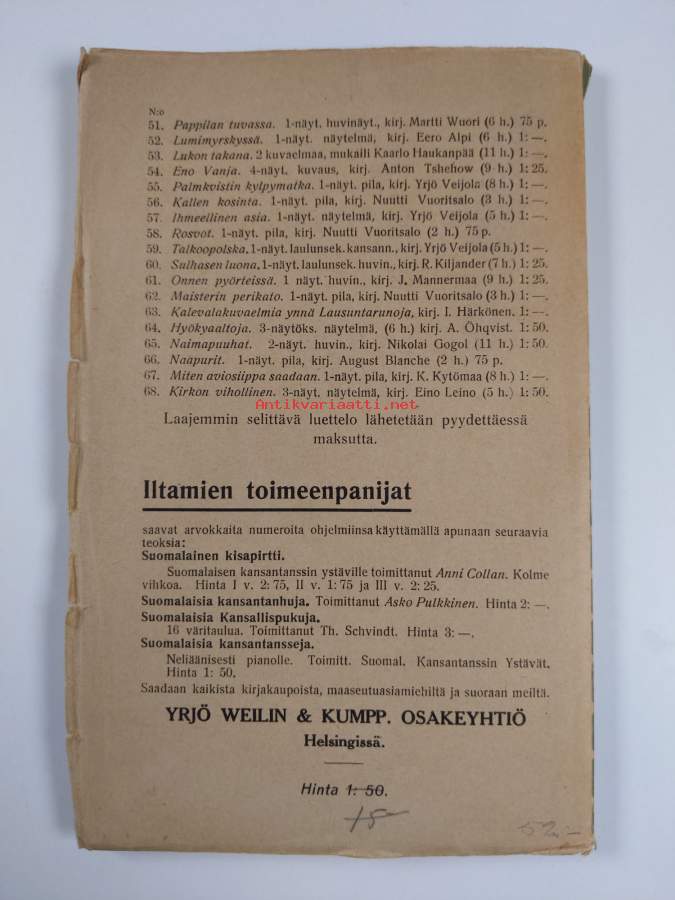 N:o
51. Pappilan tuvassa. 1-näyt. huvinäyt., kirj. Martti Wuori (6 h.) 75 p.
52. Lumimyrskyssä. 1-näyt. näytelmä, kirj. Eero Alpi (6 h.) 1: —.
53. Lukon takana. 2 kuvaelmaa, mukaili Kaarlo Haukanpää (11 h.) 1: —.
54. Eno Vanja. 4-näyt. kuvaus, kirj. Anton Tshehow (9 h.) 1: 25.
55. Palmkvistin kylpymatka. 1-näyt. pila, kirj. Yrjö Veijola (8 h.) 1: —.
56. Kallen kosinta. 1-näyt. pila, kirj. Nuutti Vuoritsalo (3 h.) 1: —.
57. Ihmeellinen asia. 1-näyt. näytelmä, kirj. Yrjö Veijola (5 h.) 1: —.
58. Rosvot. 1-näyt. pila, kirj. Nuutti Vuoritsalo (2 h.) 75 p.
59. Talkoopolska. 1-näyt. laulunsek. kansann., kirj. Yrjö Veijola (5 h.) 1: —.
60. Sulhasen luona. 1-näyt. laulunsek. huvin., kirj. R. Kiljander (7 h.) 1: 25.
61. Onnen pyörteissä. 1 näyt. huvin., kirj. J. Mannermaa (9 h.) 1: 25.
62. Maisterin perikato. 1-näyt. pila, kirj. Nuutti Vuoritsalo (3 h.) 1: —.
63. Kalevalakuvaelmia ynnä Lausuntarunoja, kirj. I. Härkönen. 1: —.
64. Hyökyaaltoja. 3-näytöks. näytelmä, (6 h.) kirj. A. Öhqvist. 1: 50.
65. Naimapuuhat. 2-näyt. huvin., kirj. Nikolai Gogol (11 h.) 1: 50.
66. Naapurit. 1-näyt. pila, kirj. August Blanche (2 h.) 75 p.
67. Miten aviosiippa saadaan. 1-näyt. pila, kirj. K. Kytömaa (8 h.) 1: —.
68. Kirkon vihollinen. 3-näyt. näytelmä, kirj. Eino Leino (5 h.) 1: 50.
Antikvariaatti.net
Laajemmin selittävä luettelo lähetetään pyydettäessä
maksutta.
Iltamien toimeenpanijat
saavat arvokkaita numeroita ohjelmiinsa käyttämällä apunaan seuraavia
teoksia:
Suomalainen kisapirtti.
Suomalaisen kansantanssin ystäville toimittanut Anni Collan. Kolme
vihkoa. Hinta I v. 2: 75, II v. 1: 75 ja III v. 2: 25.
Suomalaisia kansantanhuja. Toimittanut Asko Pulkkinen. Hinta 2: —.
Suomalaisia Kansallispukuja.
16 väritaulua. Toimittanut Th. Schvindt. Hinta 3: —.
Suomalaisia kansantansseja.
Neliäänisesti pianolle. Toimitt. Suomal. Kansantanssin Ystävät.
Hinta 1: 50.
Saadaan kaikista kirjakaupoista, maaseutuasiamiehiltä ja suoraan meiltä.
YRJÖ WEILIN & KUMPP. OSAKEYHTIÖ
Helsingissä.
Hinta 1: 50.